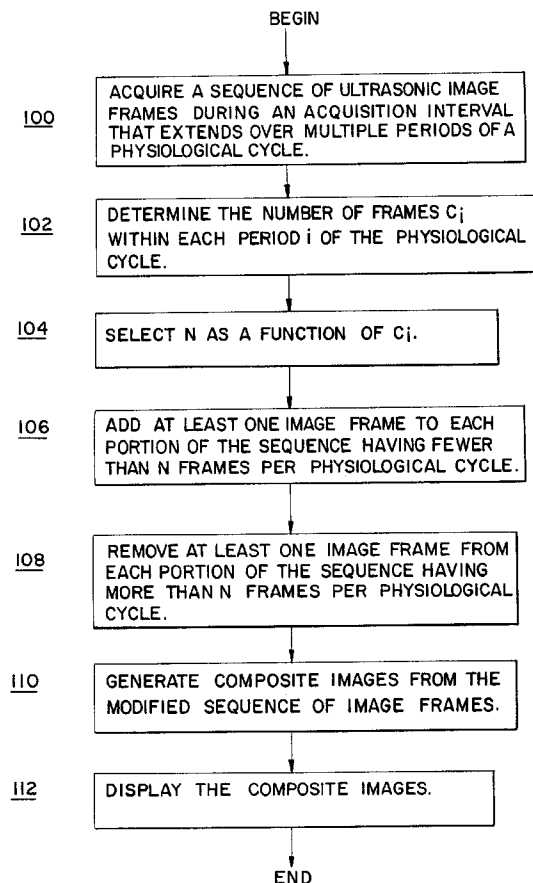 BEGIN
100
ACQUIRE A SEQUENCE OF ULTRASONIC IMAGE
FRAMES DURING AN ACQUISITION INTERVAL
THAT EXTENDS OVER MULTIPLE PERIODS OF A
PHYSIOLOGICAL CYCLE.
102
DETERMINE THE NUMBER OF FRAMES Ci
WITHIN EACH PERIOD i OF THE PHYSIOLOGICAL
CYCLE.
104
SELECT N AS A FUNCTION OF Ci.
106
ADD AT LEAST ONE IMAGE FRAME TO EACH
PORTION OF THE SEQUENCE HAVING FEWER
THAN N FRAMES PER PHYSIOLOGICAL CYCLE.
108
REMOVE AT LEAST ONE IMAGE FRAME FROM
EACH PORTION OF THE SEQUENCE HAVING
MORE THAN N FRAMES PER PHYSIOLOGICAL
CYCLE.
110
GENERATE COMPOSITE IMAGES FROM THE
MODIFIED SEQUENCE OF IMAGE FRAMES.
112
DISPLAY THE COMPOSITE IMAGES.
END